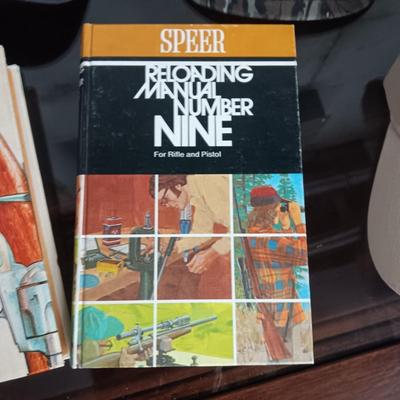 SPEER
RELOADING
MANUAL
NUMBER
NINE
For Rifle and Pistol